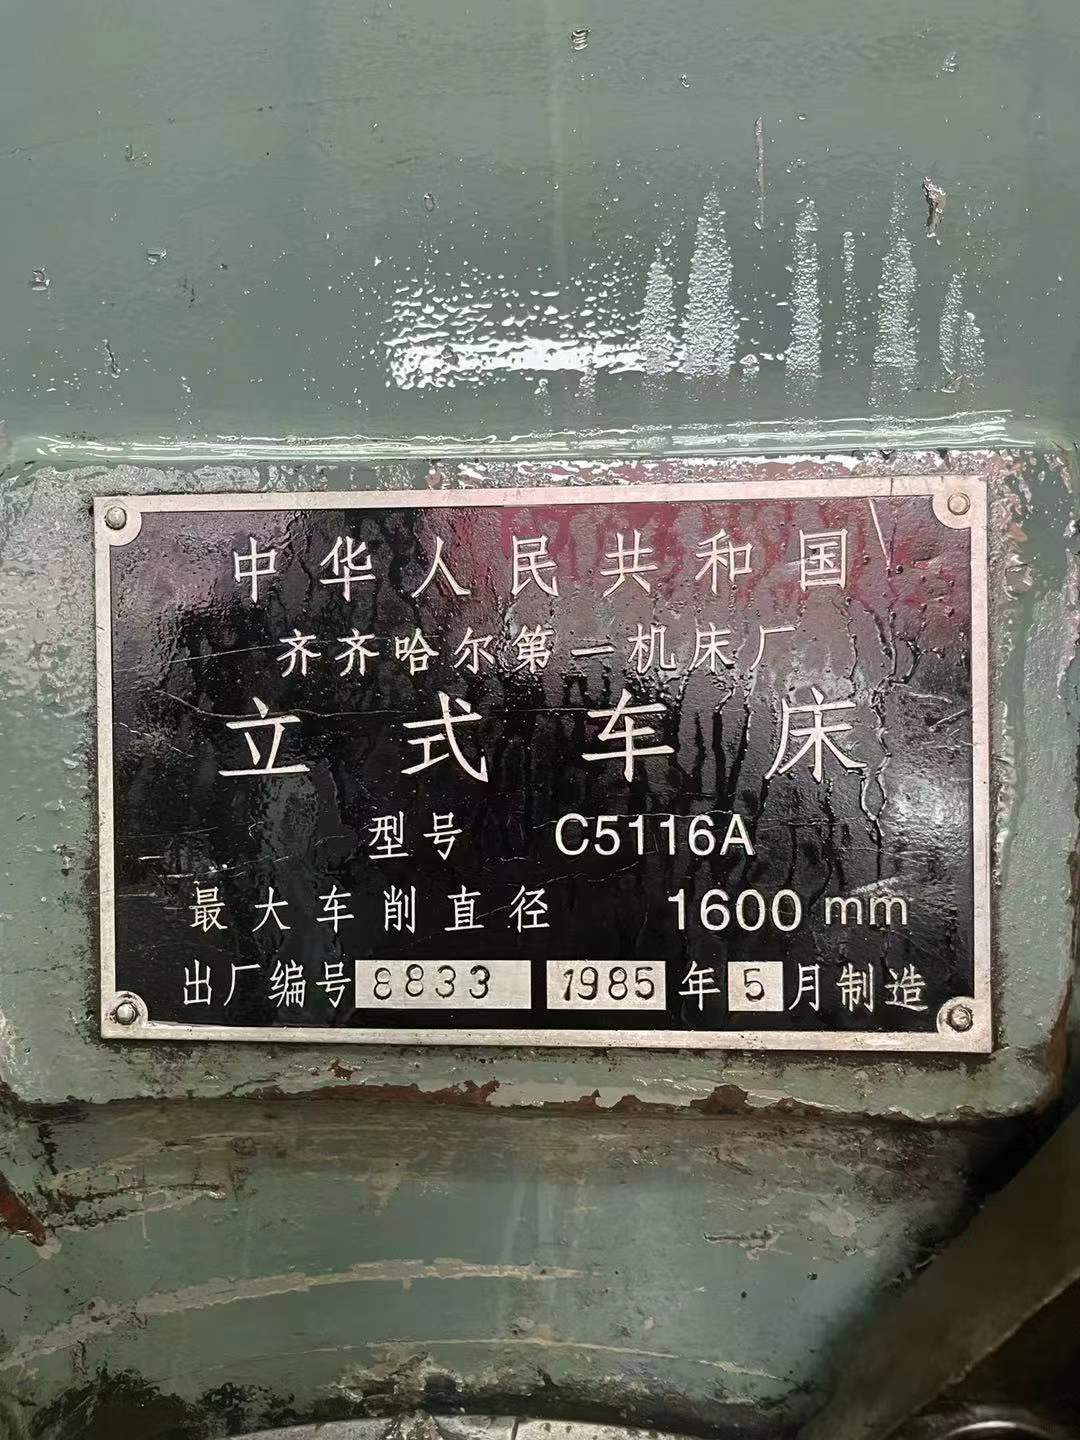 中华人民共和国
齐齐哈尔第一机床厂
立式车床
型号 C5116A
最大车削直径 1600 mm
出厂编号 8833 1985 年 5 月制造